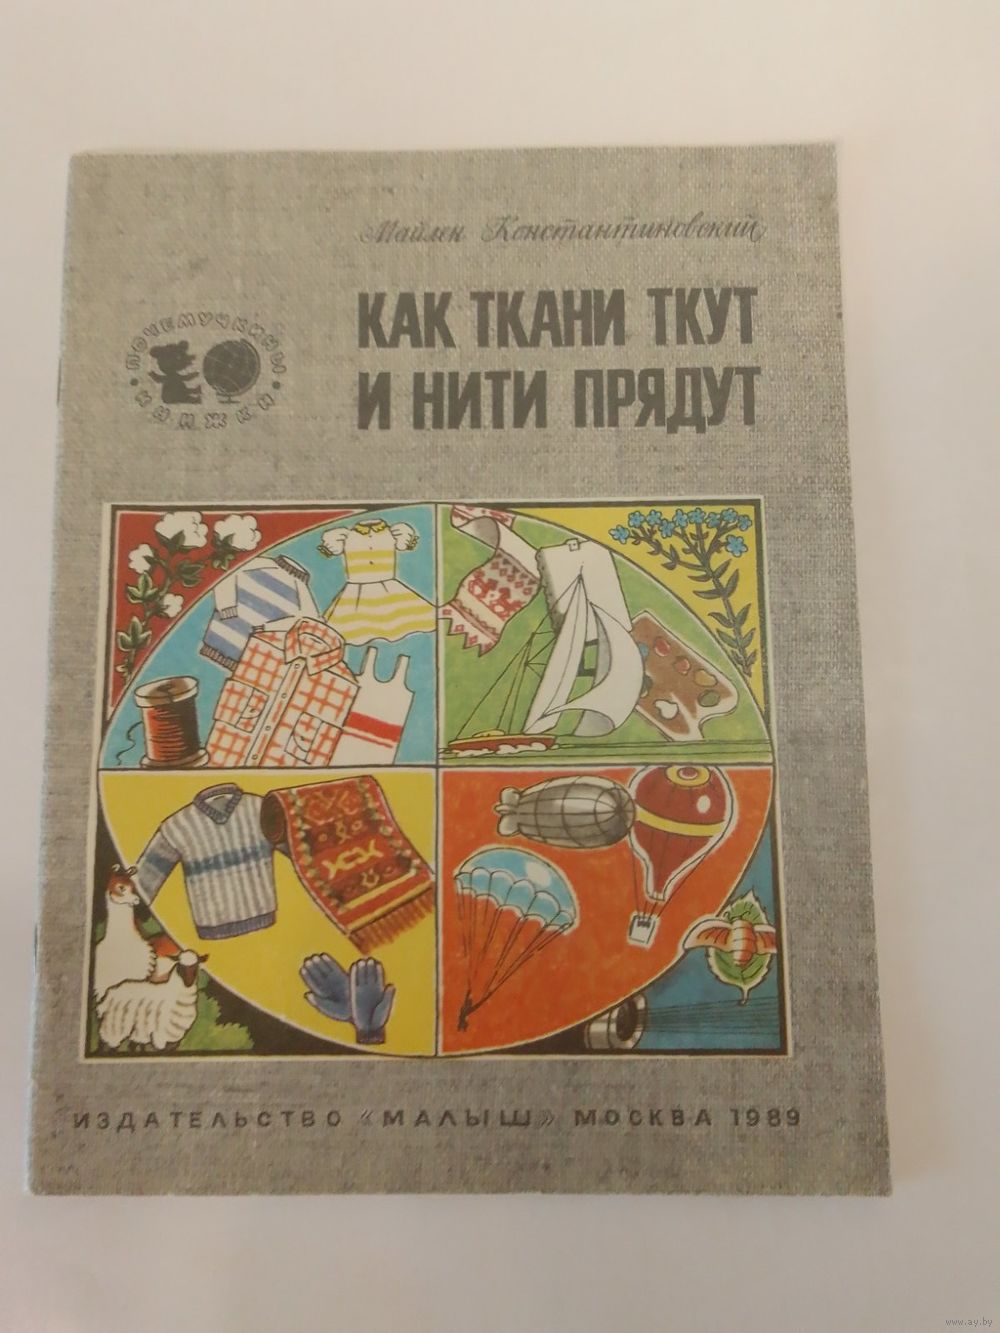 Майлен Константиновский
КАК ТКАНИ ТКУТ
И НИТИ ПРЯДУТ
ПОЧЕМУЧКИНЫ
КНИЖКИ
ИЗДАТЕЛЬСТВО «МАЛЫШ» МОСКВА 1989
www.ay.by